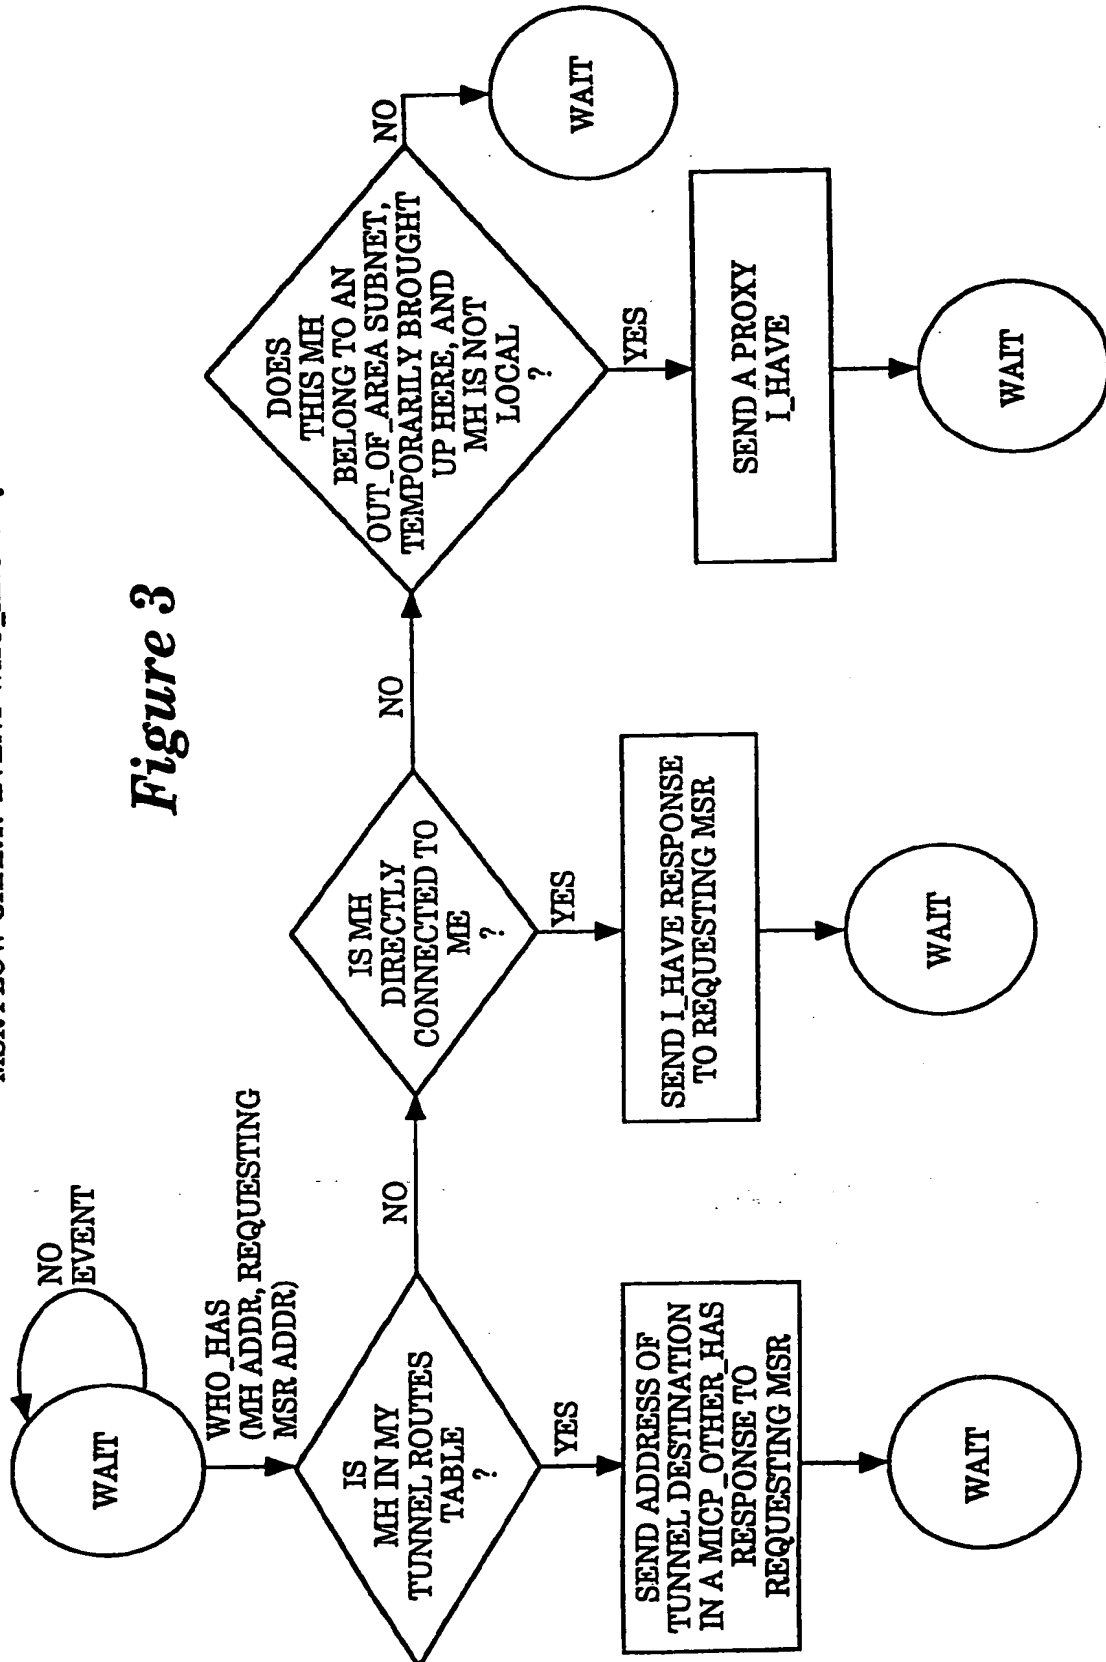 Figure 3
WAIT
NO
EVENT
WHO_HAS
(MH ADDR, REQUESTING
MSR ADDR)
IS
MH IN MY
TUNNEL ROUTES
TABLE
?
NO
YES
SEND ADDRESS OF
TUNNEL DESTINATION
IN A MICP_OTHER_HAS
RESPONSE TO
REQUESTING MSR
WAIT
IS MH
DIRECTLY
CONNECTED TO
ME
?
NO
YES
SEND I_HAVE RESPONSE
TO REQUESTING MSR
WAIT
DOES
THIS MH
BELONG TO AN
OUT_OF_AREA SUBNET,
TEMPORARILY BROUGHT
UP HERE, AND
MH IS NOT
LOCAL
?
NO
WAIT
YES
SEND A PROXY
I_HAVE
WAIT